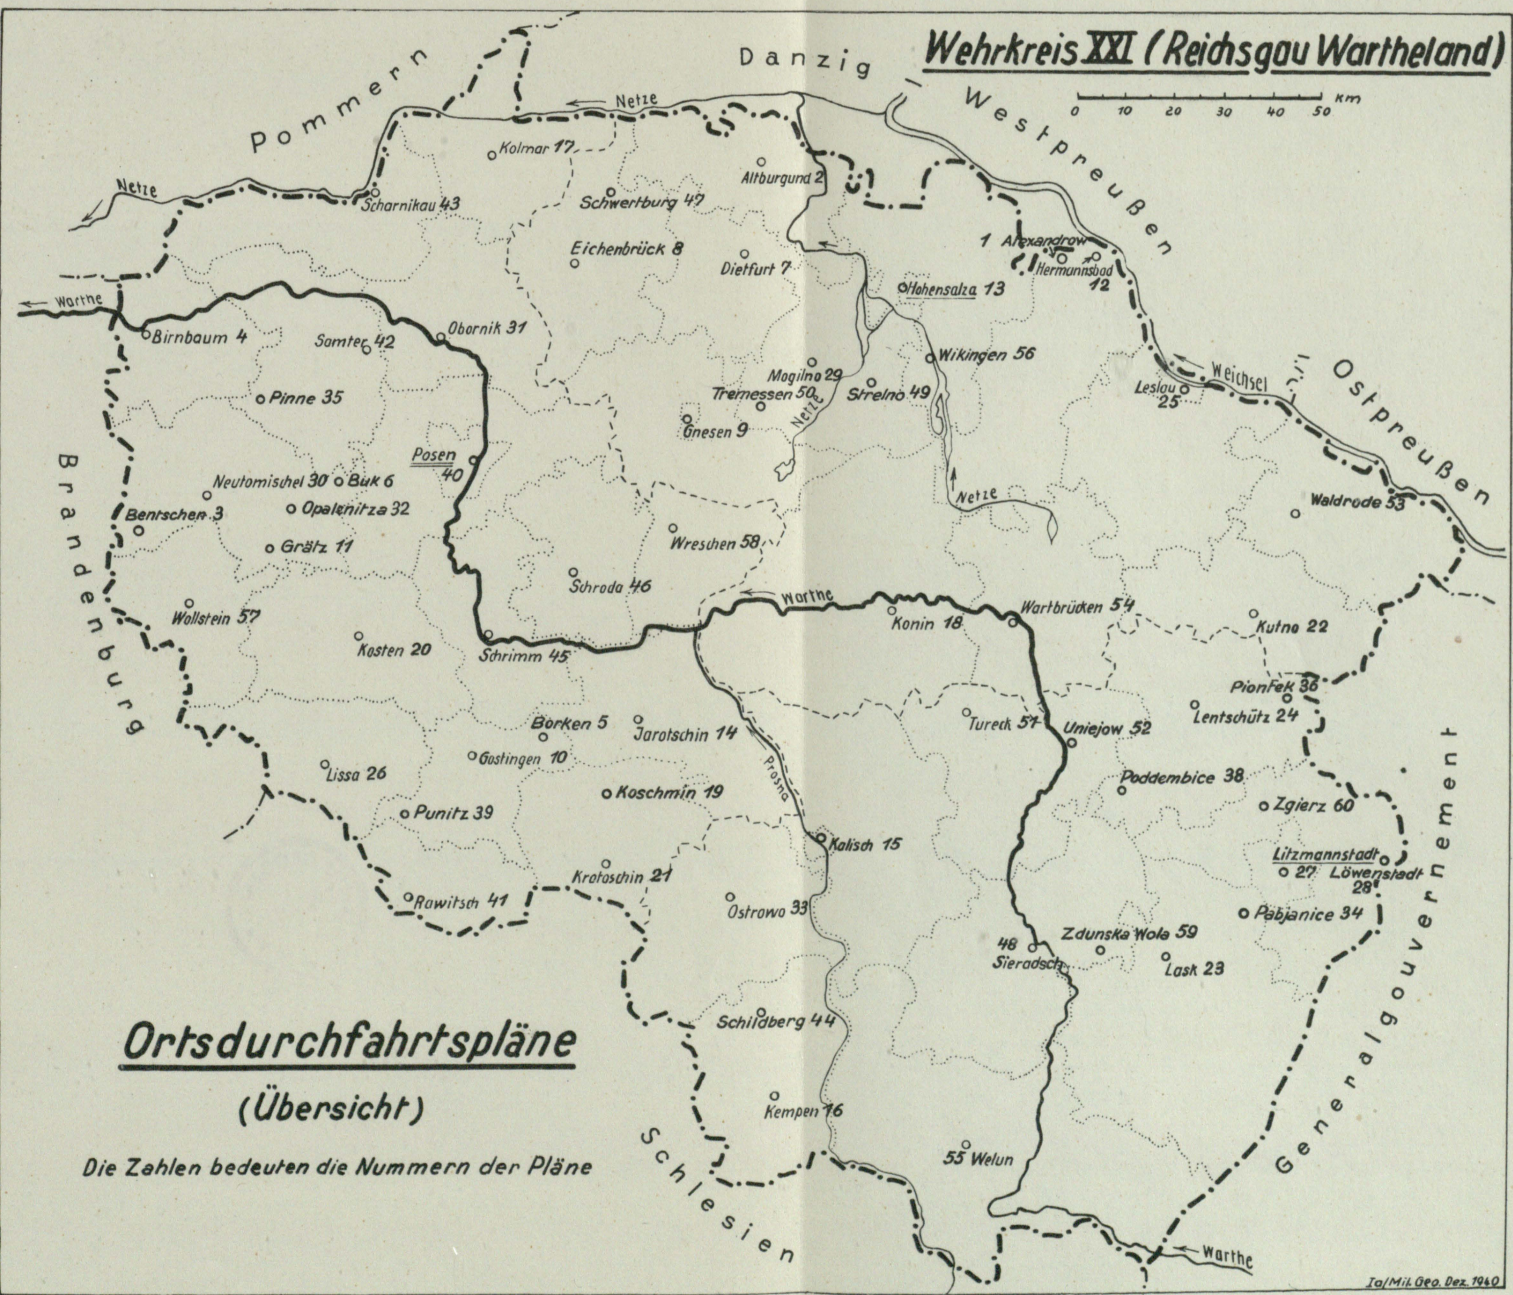 Wehrkreis XXI (Reichsgau Wartheland)
0 10 20 30 40 50 km
Pommern
Danzig - Westpreußen
Ostpreußen
Brandenburg
Schlesien
Generalgouvernement
Netze
Netze
Kolmar 17
Altburgund 2
Scharnikau 43
Schwertburg 47
Eichenbrück 8
Dietfurt 7
1 Alexandrow
Hermannsbad
12
Hohensalza 13
Warthe
Birnbaum 4
Samter 42
Obornik 31
Wikingen 56
Mogilno 29
Tremessen 50
Strelno 49
Netze
Weichsel
Leslau
25
Pinne 35
Gnesen 9
Posen
40
Neutomischel 30
Buk 6
Opalenitza 32
Bentschen 3
Grätz 11
Netze
Waldrode 53
Wreschen 58
Schroda 46
Warthe
Wollstein 57
Kosten 20
Schrimm 45
Konin 18
Wartbrücken 54
Kutno 22
Piontek 36
Lentschütz 24
Borken 5
Jarotschin 14
Tureck 51
Uniejow 52
Gostingen 10
Prosna
Lissa 26
Koschmin 19
Poddembice 38
Punitz 39
Zgierz 60
Kalisch 15
Litzmannstadt
27
Löwenstadt
28
Krotoschin 21
Rawitsch 41
Ostrowo 33
Pabjanice 34
48
Sieradsch
Zdunska Wola 59
Lask 23
Schildberg 44
Kempen 16
55 Welun
Warthe
Ortsdurchfahrtspläne
(Übersicht)
Die Zahlen bedeuten die Nummern der Pläne
Ia/Mil. Geo. Dez. 1940